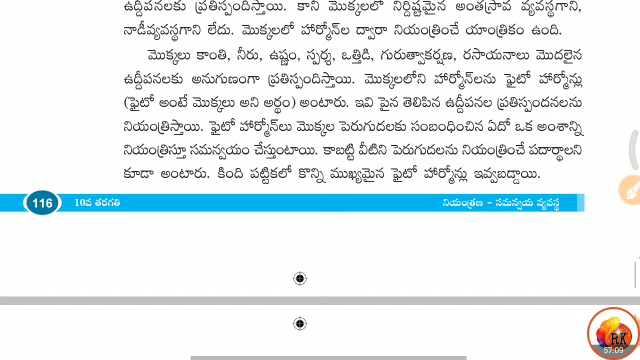 ఉద్దీపనలకు ప్రతిస్పందిస్తాయి. కానీ మొక్కలలో నిర్దిష్టమైన అంతఃస్రావ వ్యవస్థగాని,
నాడీవ్యవస్థగాని లేదు. మొక్కలలో హార్మోన్‌ల ద్వారా నియంత్రించే యాంత్రికం ఉంది.
మొక్కలు కాంతి, నీరు, ఉష్ణం, స్పర్శ, ఒత్తిడి, గురుత్వాకర్షణ, రసాయనాలు మొదలైన
ఉద్దీపనలకు అనుగుణంగా ప్రతిస్పందిస్తాయి. మొక్కలలోని హార్మోన్‌లను ఫైటో హార్మోన్లు
(ఫైటో అంటే మొక్కలు అని అర్థం) అంటారు. ఇవి పైన తెలిపిన ఉద్దీపనల ప్రతిస్పందనలను
నియంత్రిస్తాయి. ఫైటో హార్మోన్‌లు మొక్కల పెరుగుదలకు సంబంధించిన ఏదో ఒక అంశాన్ని
నియంత్రిస్తూ సమన్వయం చేస్తుంటాయి. కాబట్టి వీటిని పెరుగుదలను నియంత్రించే పదార్థాలని
కూడా అంటారు. కింది పట్టికలో కొన్ని ముఖ్యమైన ఫైటో హార్మోన్లు ఇవ్వబడ్డాయి.
116 10వ తరగతి నియంత్రణ – సమన్వయ వ్యవస్థ
RK
57:09